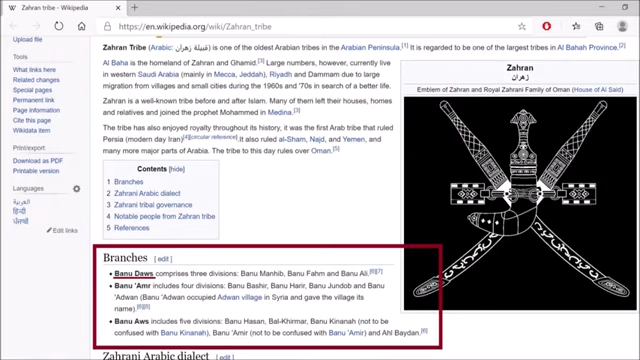 Zahran tribe - Wikipedia
https://en.wikipedia.org/wiki/Zahran_tribe
Upload file
Tools
What links here
Related changes
Special pages
Permanent link
Page information
Cite this page
Wikidata item
Print/export
Download as PDF
Printable version
Languages
العربية
हिन्दी
Edit links
Zahran Tribe (Arabic: قبيلة زهران) is one of the oldest Arabian tribes in the Arabian Peninsula.[1] It is regarded to be one of the largest tribes in Al Bahah Province.[2]
Al Baha is the homeland of Zahran and Ghamid.[3] Large numbers, however, currently live
in western Saudi Arabia (mainly in Mecca, Jeddah), Riyadh and Dammam due to large
migration from villages and small cities during the 1960s and '70s in search of a better life.
Zahran is a well-known tribe before and after Islam. Many of them left their houses, homes
and relatives and joined the prophet Mohammed in Medina.[3]
The tribe has also enjoyed royalty throughout its history, it was the first Arab tribe that ruled
Persia (modern day Iran)[4][circular reference].It also ruled al-Sham, Najd, and Yemen, and
many more major parts of Arabia. The tribe to this day rules over Oman.[5]
Contents [hide]
1 Branches
2 Zahrani Arabic dialect
3 Zahrani tribal governance
4 Notable people from Zahran tribe
5 References
Zahran
زهران
Emblem of Zahran and Royal Zahrani Family of Oman (House of Al Said)
Branches [edit]
• Banu Daws comprises three divisions: Banu Manhib, Banu Fahm and Banu Ali.[6][7]
• Banu 'Amr includes four divisions: Banu Bashir, Banu Harir, Banu Jundob and Banu
'Adwan (Banu Adwan occupied Adwan village in Syria and gave the village its
name).[6][8]
• Banu Aws includes five divisions: Banu Hasan, Bal-Khirmar, Banu Kinanah (not to be
confused with Banu Kinanah), Banu 'Amir (not to be confused with Banu 'Amir) and Ahl Baydan.[6]
Zahrani Arabic dialect [edit]